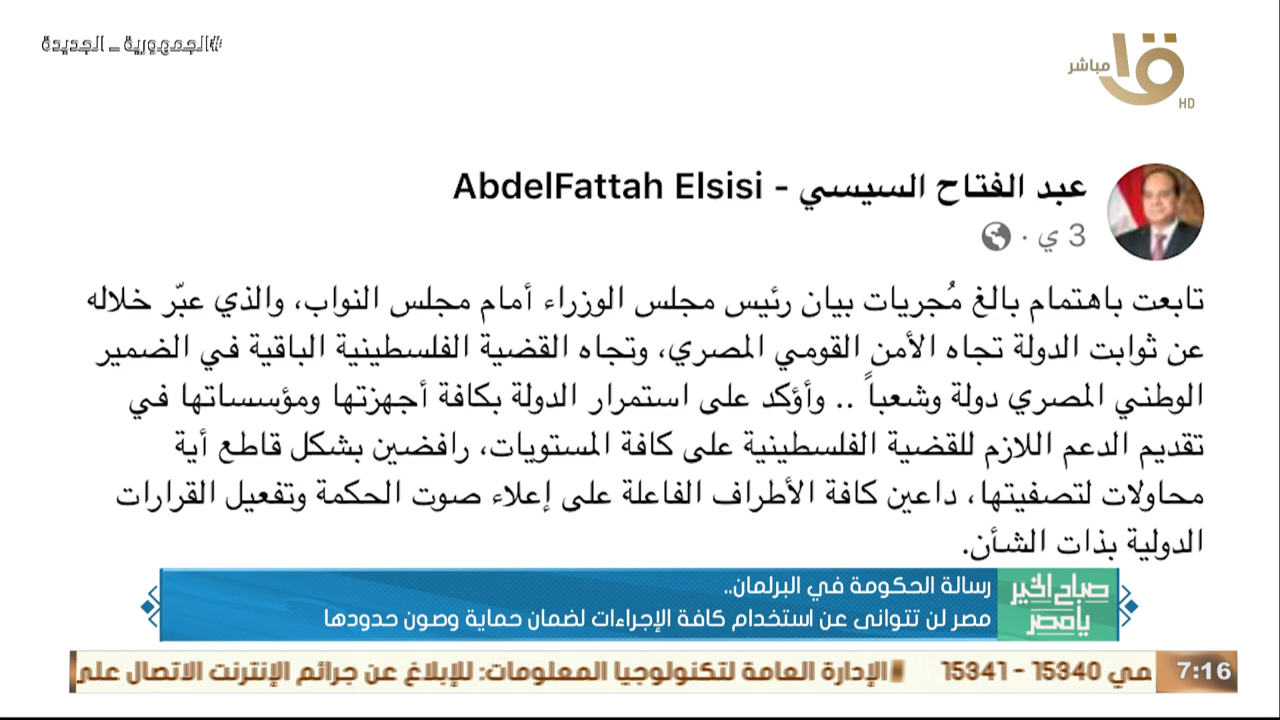 #الجمهورية _ الجديدة
مباشر
HD
عبد الفتاح السيسي - AbdelFattah Elsisi
3 ي ·
تابعت باهتمام بالغ مُجريات بيان رئيس مجلس الوزراء أمام مجلس النواب، والذي عبّر خلاله
عن ثوابت الدولة تجاه الأمن القومي المصري، وتجاه القضية الفلسطينية الباقية في الضمير
الوطني المصري دولة وشعباً .. وأؤكد على استمرار الدولة بكافة أجهزتها ومؤسساتها في
تقديم الدعم اللازم للقضية الفلسطينية على كافة المستويات، رافضين بشكل قاطع أية
محاولات لتصفيتها، داعين كافة الأطراف الفاعلة على إعلاء صوت الحكمة وتفعيل القرارات
الدولية بذات الشأن.
صباح الخير
يا مصر
رسالة الحكومة في البرلمان..
مصر لن تتوانى عن استخدام كافة الإجراءات لضمان حماية وصون حدودها
7:16
مي 15340 - 15341 الإدارة العامة لتكنولوجيا المعلومات: للإبلاغ عن جرائم الإنترنت الاتصال على